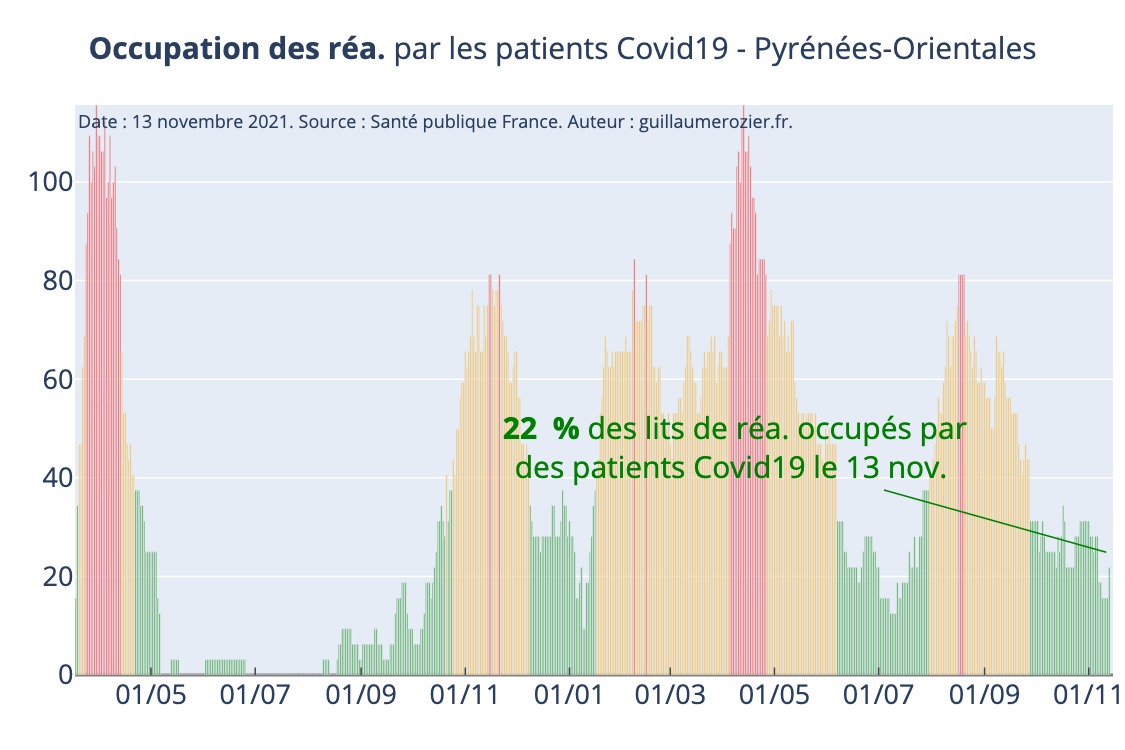 Occupation des réa. par les patients Covid19 - Pyrénées-Orientales
Date : 13 novembre 2021. Source : Santé publique France. Auteur : guillaumerozier.fr.
100
80
60
22  % des lits de réa. occupés par
des patients Covid19 le 13 nov.
40
20
0
01/05 01/07 01/09 01/11 01/01 01/03 01/05 01/07 01/09 01/11